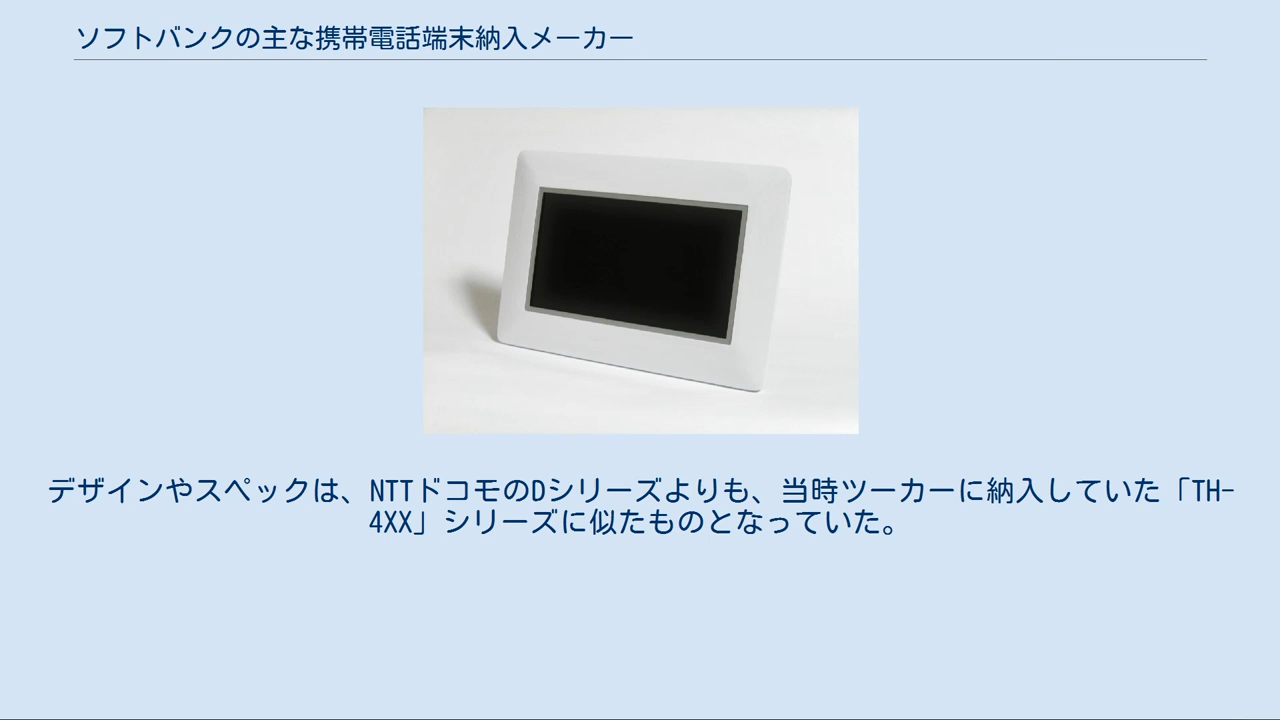 ソフトバンクの主な携帯電話端末納入メーカー
デザインやスペックは、NTTドコモのDシリーズよりも、当時ツーカーに納入していた「TH-
4XX」シリーズに似たものとなっていた。